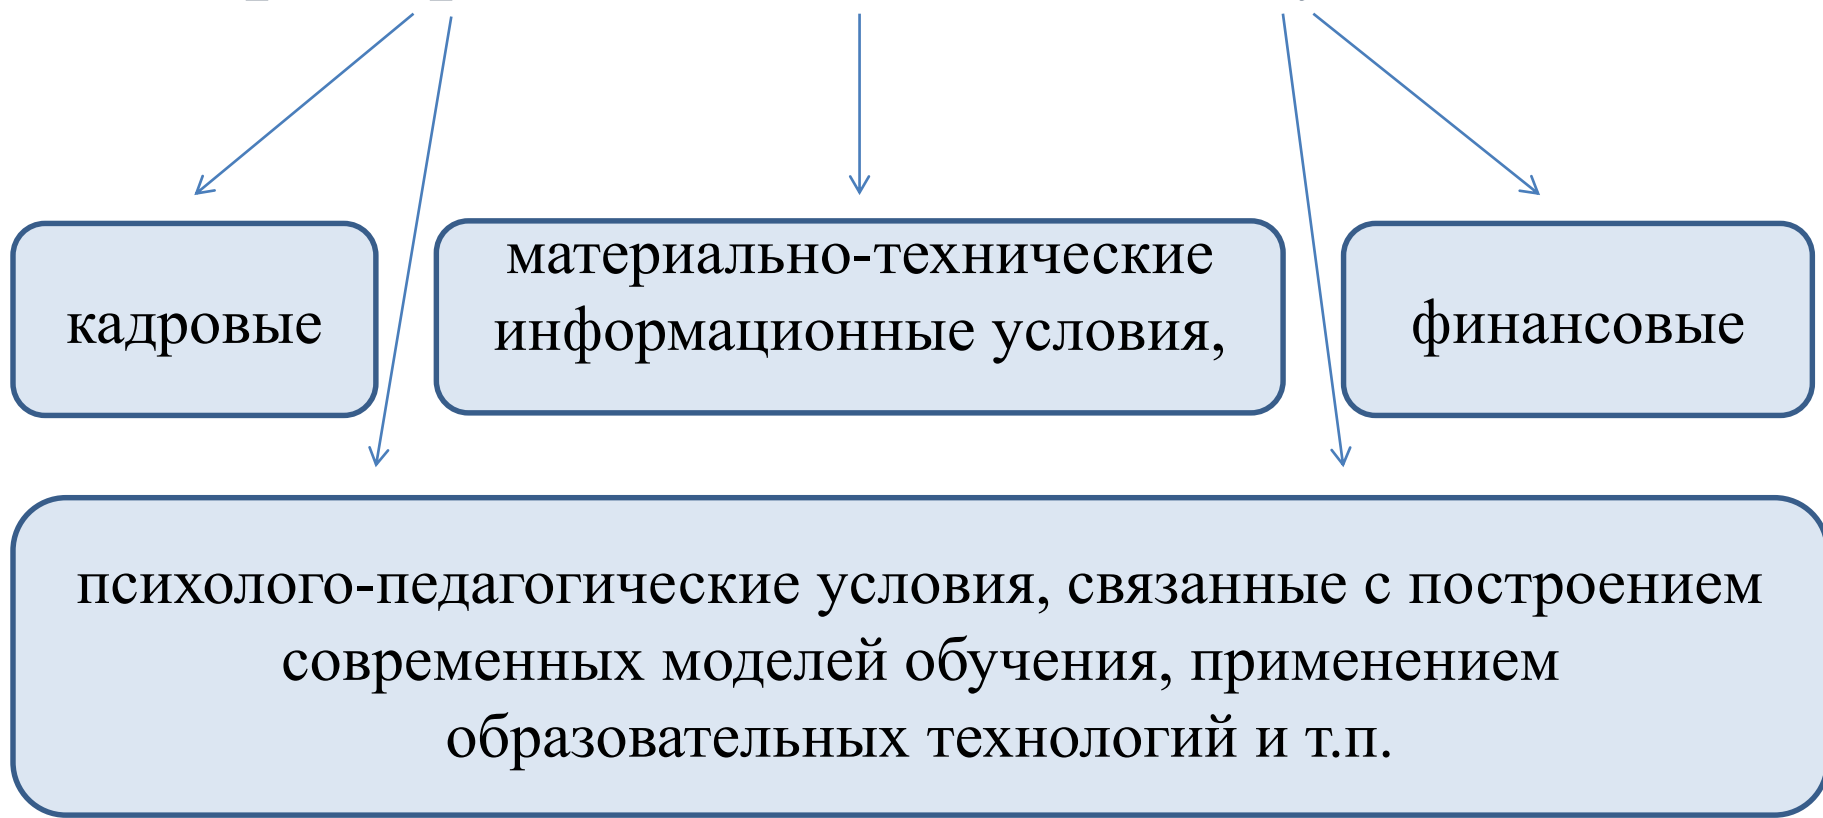 кадровые
материально-технические
информационные условия,
финансовые
психолого-педагогические условия, связанные с построением
современных моделей обучения, применением
образовательных технологий и т.п.